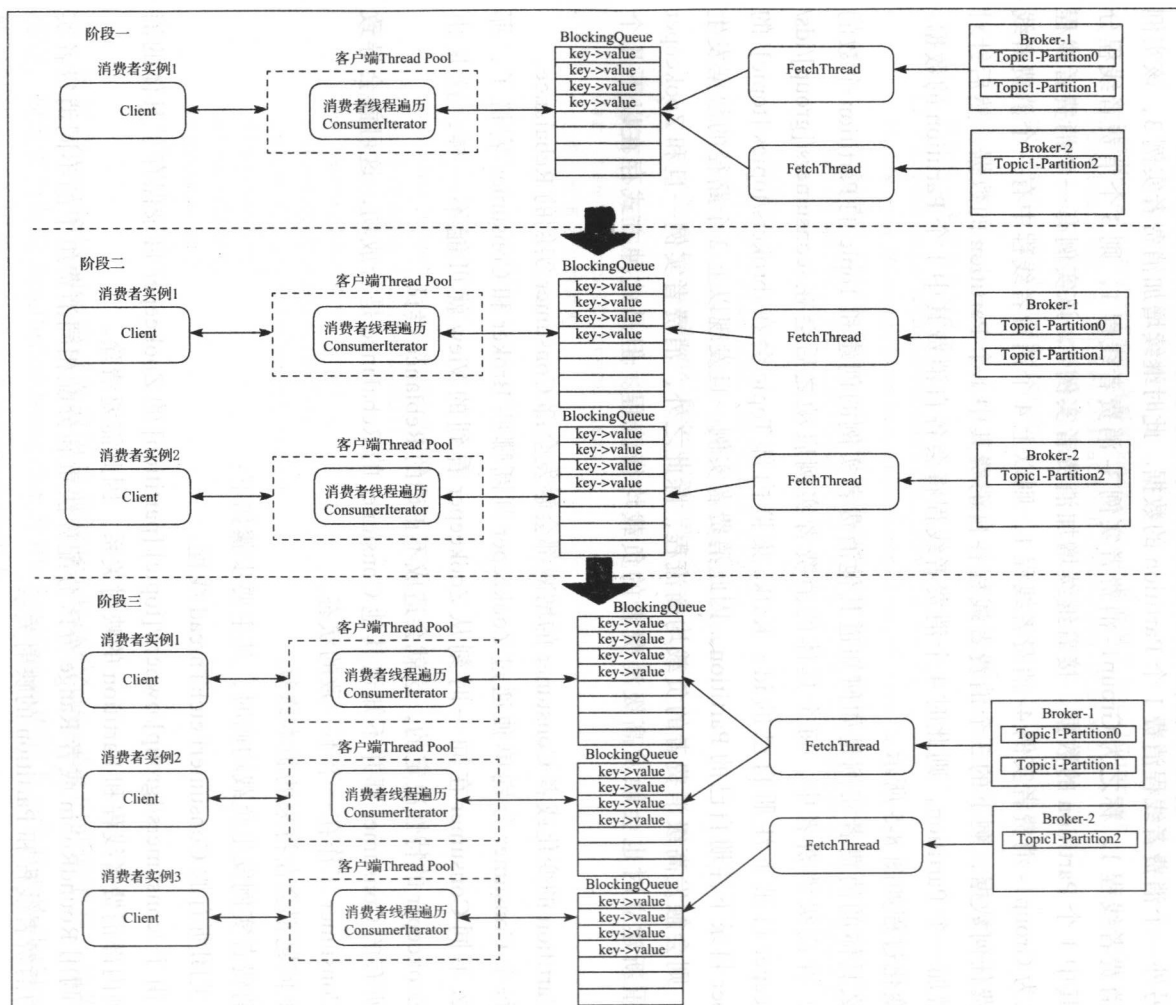 阶段一
消费者实例1
Client
客户端Thread Pool
消费者线程遍历
ConsumerIterator
BlockingQueue
key->value
key->value
key->value
key->value
FetchThread
FetchThread
Broker-1
Topic1-Partition0
Topic1-Partition1
Broker-2
Topic1-Partition2
阶段二
消费者实例1
Client
客户端Thread Pool
消费者线程遍历
ConsumerIterator
BlockingQueue
key->value
key->value
key->value
key->value
FetchThread
Broker-1
Topic1-Partition0
Topic1-Partition1
消费者实例2
Client
客户端Thread Pool
消费者线程遍历
ConsumerIterator
BlockingQueue
key->value
key->value
key->value
key->value
FetchThread
Broker-2
Topic1-Partition2
阶段三
消费者实例1
Client
客户端Thread Pool
消费者线程遍历
ConsumerIterator
BlockingQueue
key->value
key->value
key->value
key->value
消费者实例2
Client
客户端Thread Pool
消费者线程遍历
ConsumerIterator
BlockingQueue
key->value
key->value
key->value
key->value
消费者实例3
Client
客户端Thread Pool
消费者线程遍历
ConsumerIterator
BlockingQueue
key->value
key->value
key->value
key->value
FetchThread
FetchThread
Broker-1
Topic1-Partition0
Topic1-Partition1
Broker-2
Topic1-Partition2